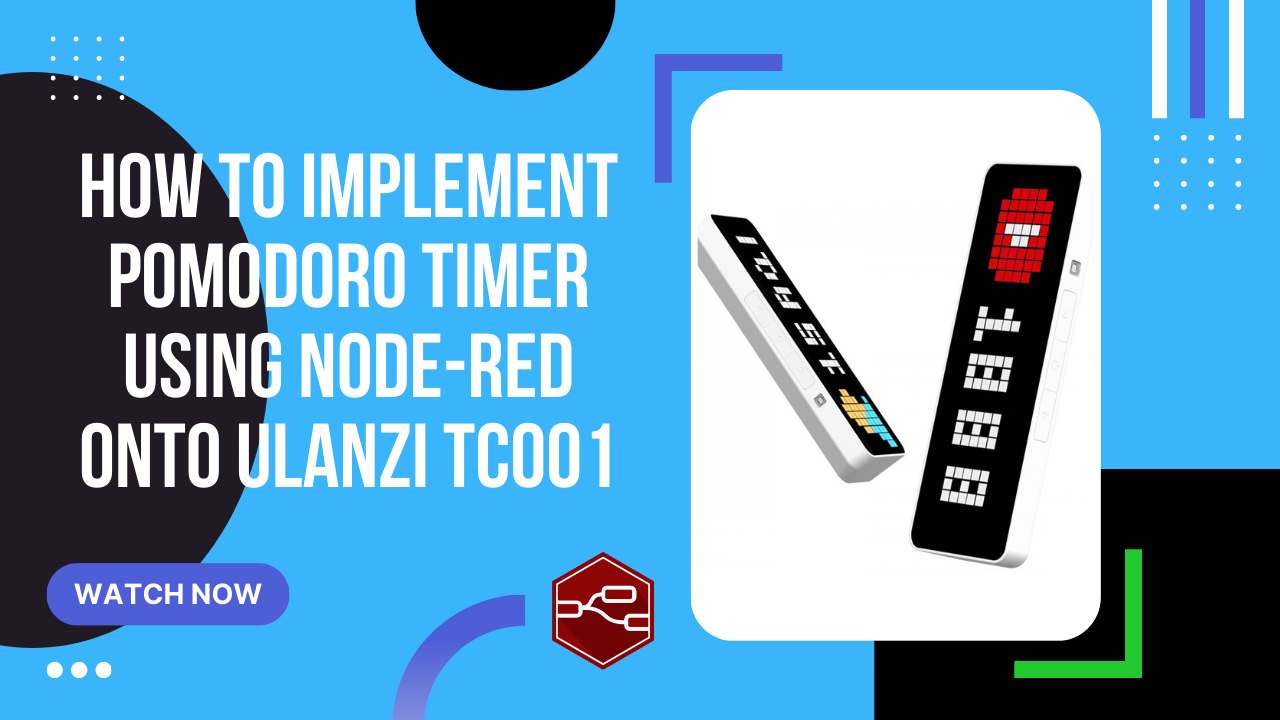 HOW TO IMPLEMENT
POMODORO TIMER
USING NODE-RED
ONTO ULANZI TC001
WATCH NOW